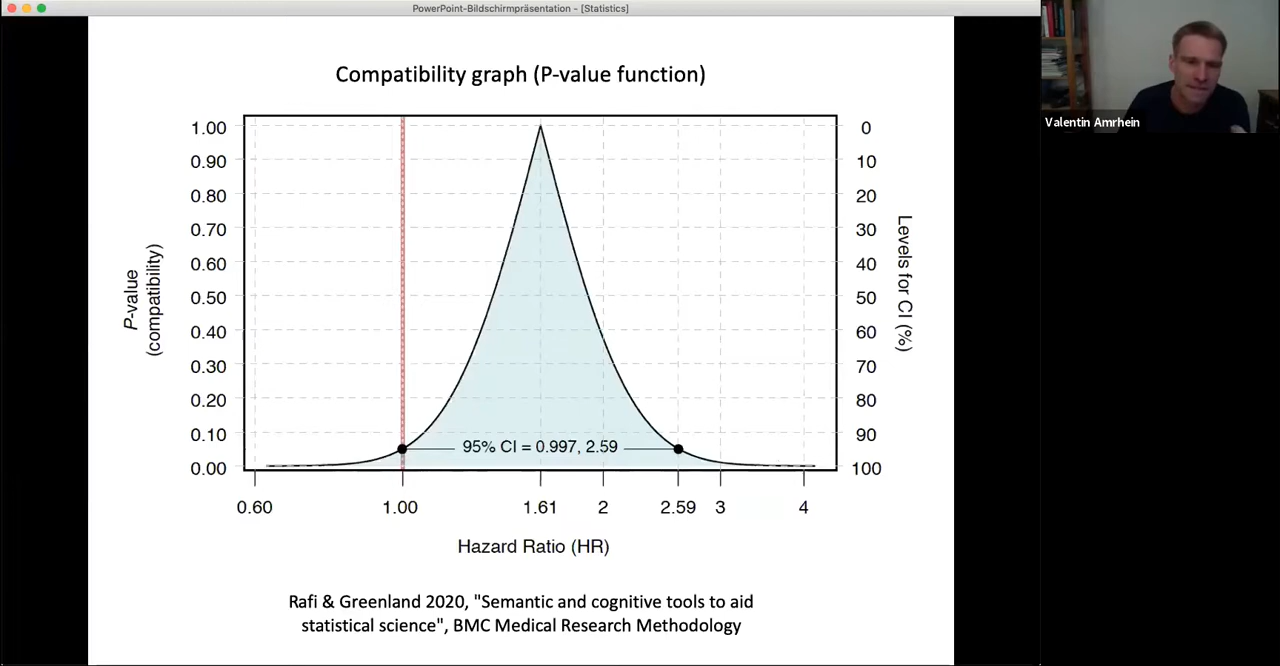 PowerPoint-Bildschirmpräsentation - [Statistics]
Valentin Amrhein
Compatibility graph (P-value function)
1.00
0.90
0.80
0.70
0.60
0.50
0.40
0.30
0.20
0.10
0.00
P-value
(compatibility)
0
10
20
30
40
50
60
70
80
90
100
Levels for CI (%)
95% CI = 0.997, 2.59
0.60 1.00 1.61 2 2.59 3 4
Hazard Ratio (HR)
Rafi & Greenland 2020, "Semantic and cognitive tools to aid
statistical science", BMC Medical Research Methodology